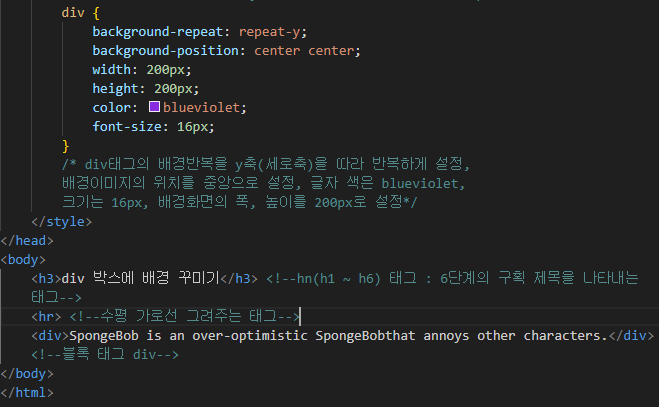 div {
background-repeat: repeat-y;
background-position: center center;
width: 200px;
height: 200px;
color: blueviolet;
font-size: 16px;
}
/* div태그의 배경반복을 y축(세로축)을 따라 반복하게 설정,
배경이미지의 위치를 중앙으로 설정, 글자 색은 blueviolet,
크기는 16px, 배경화면의 폭, 높이를 200px로 설정*/
</style>
</head>
<body>
<h3>div 박스에 배경 꾸미기</h3> <!--hn(h1 ~ h6) 태그 : 6단계의 구획 제목을 나타내는
태그-->
<hr> <!--수평 가로선 그려주는 태그-->
<div>SpongeBob is an over-optimistic SpongeBobthat annoys other characters.</div>
<!--블록 태그 div-->
</body>
</html>